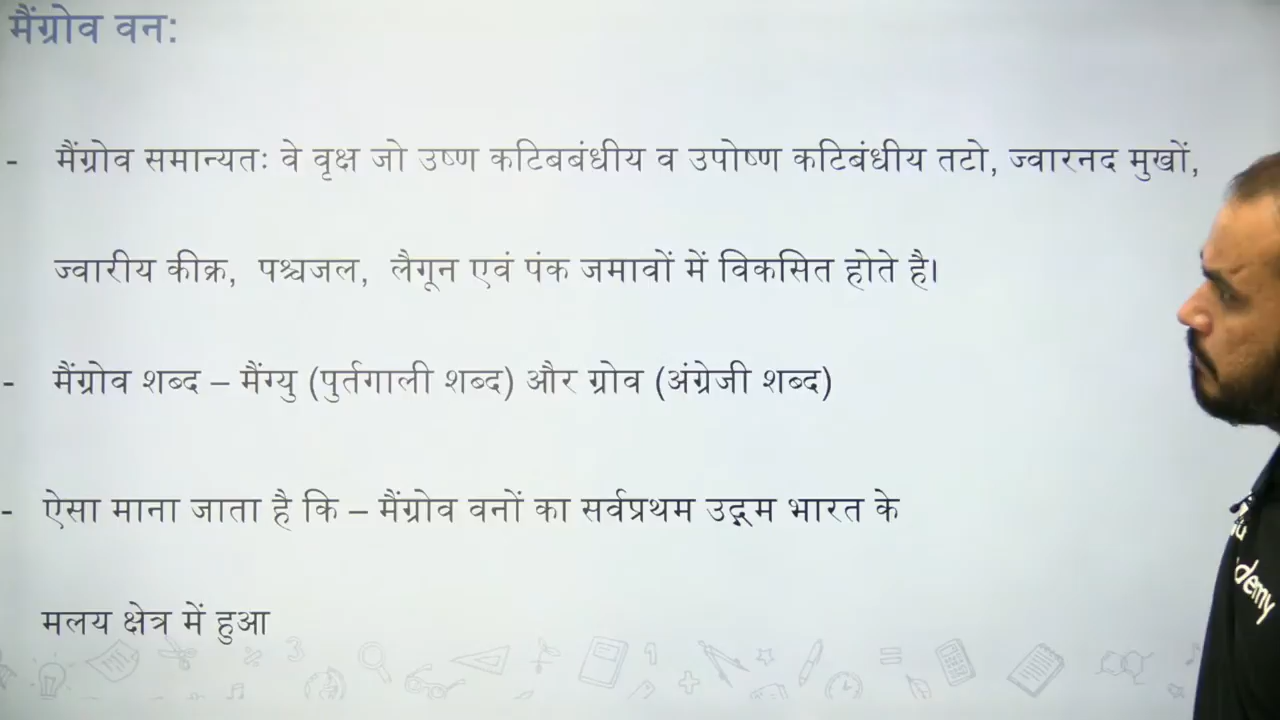 मैंग्रोव वन:
- मैंग्रोव समान्यतः वे वृक्ष जो उष्ण कटिबबंधीय व उपोष्ण कटिबंधीय तटो, ज्वारनद मुखों,
ज्वारीय कीक्र, पश्चजल, लैगून एवं पंक जमावों में विकसित होते है।
- मैंग्रोव शब्द – मैंग्यु (पुर्तगाली शब्द) और ग्रोव (अंग्रेजी शब्द)
- ऐसा माना जाता है कि – मैंग्रोव वनों का सर्वप्रथम उद्गम भारत के
मलय क्षेत्र में हुआ